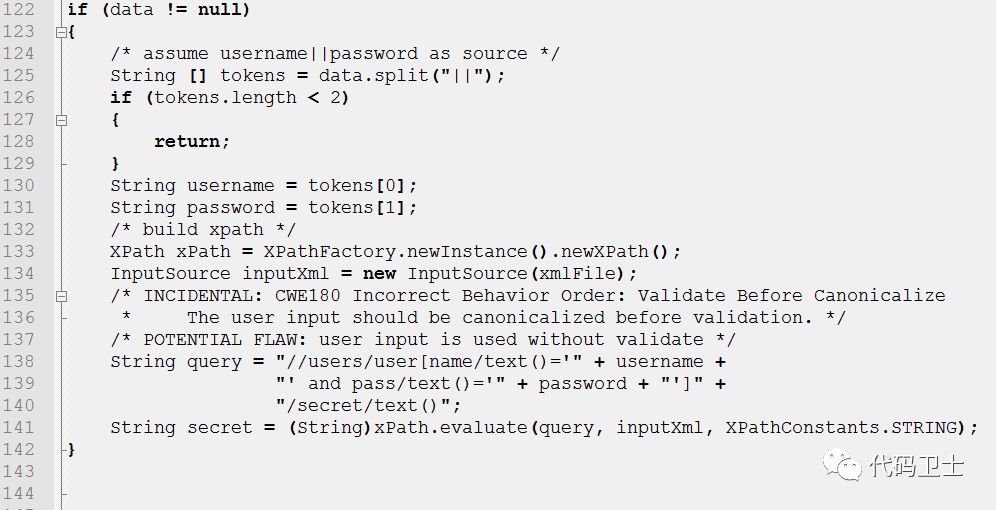 122 if (data != null)
123 {
124 /* assume username||password as source */
125 String [] tokens = data.split("||");
126 if (tokens.length < 2)
127 {
128 return;
129 }
130 String username = tokens[0];
131 String password = tokens[1];
132 /* build xpath */
133 XPath xPath = XPathFactory.newInstance().newXPath();
134 InputSource inputXml = new InputSource(xmlFile);
135 /* INCIDENTAL: CWE180 Incorrect Behavior Order: Validate Before Canonicalize
136 * The user input should be canonicalized before validation. */
137 /* POTENTIAL FLAW: user input is used without validate */
138 String query = "//users/user[name/text()='" + username +
139 "' and pass/text()='" + password + "']" +
140 "/secret/text()";
141 String secret = (String)xPath.evaluate(query, inputXml, XPathConstants.STRING);
142 }
143
144
代码卫士